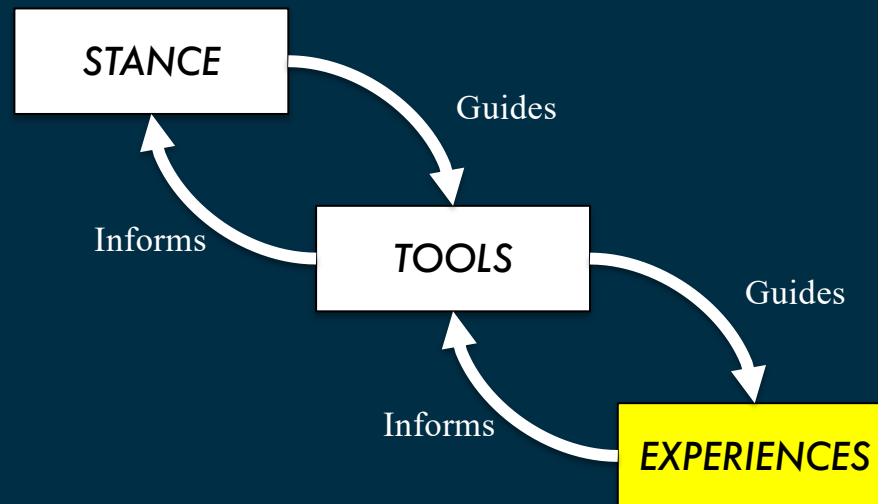 STANCE
Guides
Informs
TOOLS
Guides
Informs
EXPERIENCES